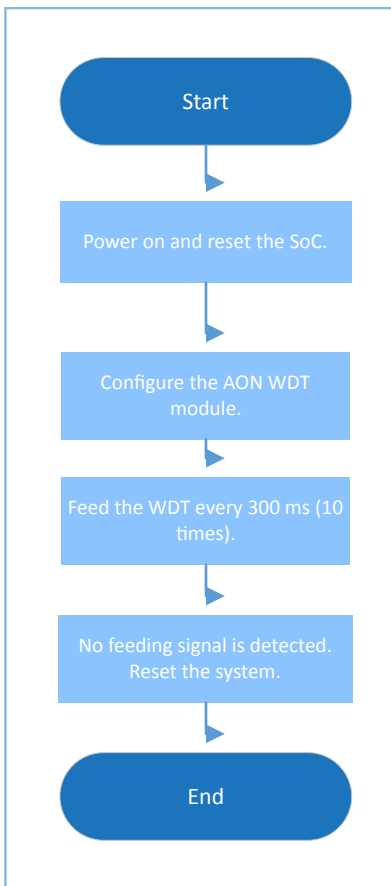 Start
Power on and reset the SoC.
Configure the AON WDT
module.
Feed the WDT every 300 ms (10
times).
No feeding signal is detected.
Reset the system.
End